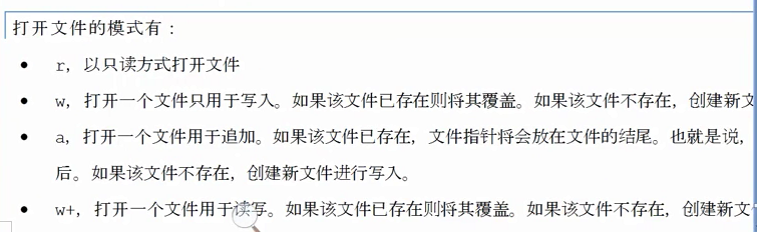 打开文件的模式有：
● r, 以只读方式打开文件
● w, 打开一个文件只用于写入。如果该文件已存在则将其覆盖。如果该文件不存在, 创建新文
● a, 打开一个文件用于追加。如果该文件已存在, 文件指针将会放在文件的结尾。也就是说,
后。如果该文件不存在, 创建新文件进行写入。
● w+, 打开一个文件用于读写。如果该文件已存在则将其覆盖。如果该文件不存在, 创建新文